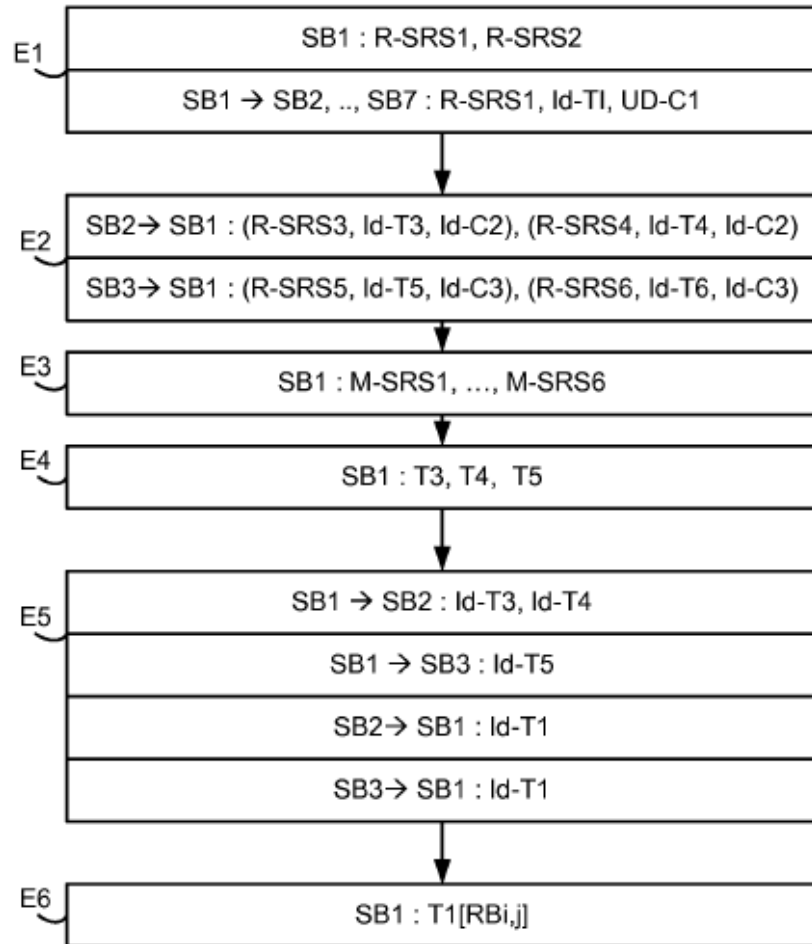 E1
SB1 : R-SRS1, R-SRS2
SB1 → SB2, .., SB7 : R-SRS1, Id-TI, UD-C1
E2
SB2→ SB1 : (R-SRS3, Id-T3, Id-C2), (R-SRS4, Id-T4, Id-C2)
SB3→ SB1 : (R-SRS5, Id-T5, Id-C3), (R-SRS6, Id-T6, Id-C3)
E3
SB1 : M-SRS1, ..., M-SRS6
E4
SB1 : T3, T4, T5
E5
SB1 → SB2 : Id-T3, Id-T4
SB1 → SB3 : Id-T5
SB2→ SB1 : Id-T1
SB3→ SB1 : Id-T1
E6
SB1 : T1[RBi,j]